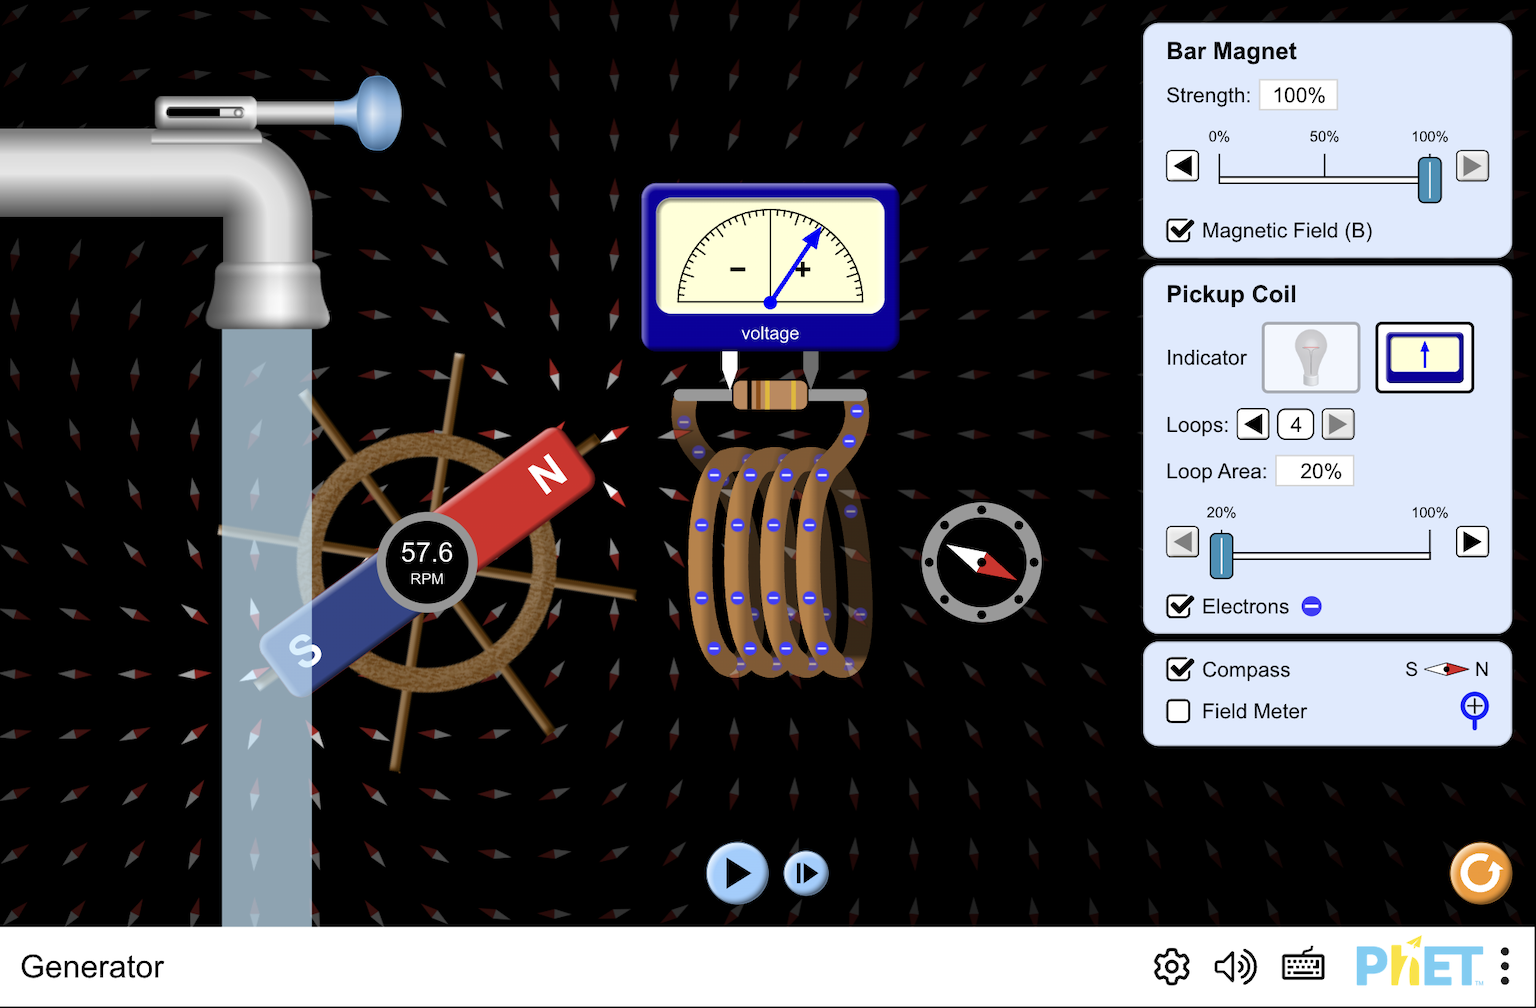 Bar Magnet
Strength: 100%
0% 50% 100%
Magnetic Field (B)
− +
voltage
Pickup Coil
Indicator
Loops: 4
Loop Area: 20%
20% 100%
Electrons
Compass S N
Field Meter
N
57.6
RPM
S
Generator
PhET™